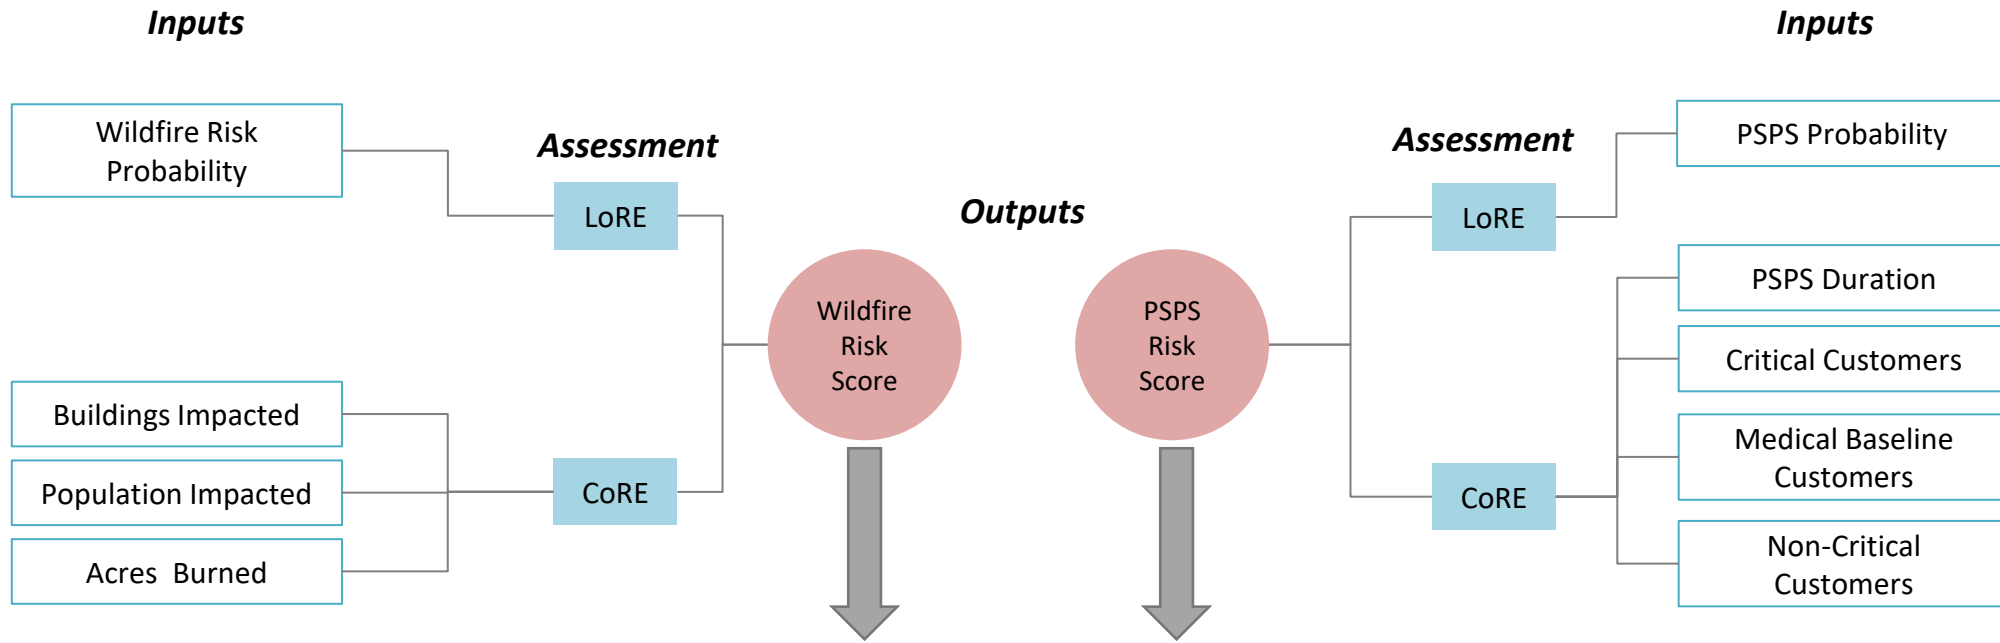 Inputs
Wildfire Risk
Probability
Buildings Impacted
Population Impacted
Acres  Burned
Assessment
LoRE
CoRE
Outputs
Wildfire
Risk
Score
PSPS
Risk
Score
Assessment
LoRE
CoRE
Inputs
PSPS Probability
PSPS Duration
Critical Customers
Medical Baseline
Customers
Non-Critical
Customers